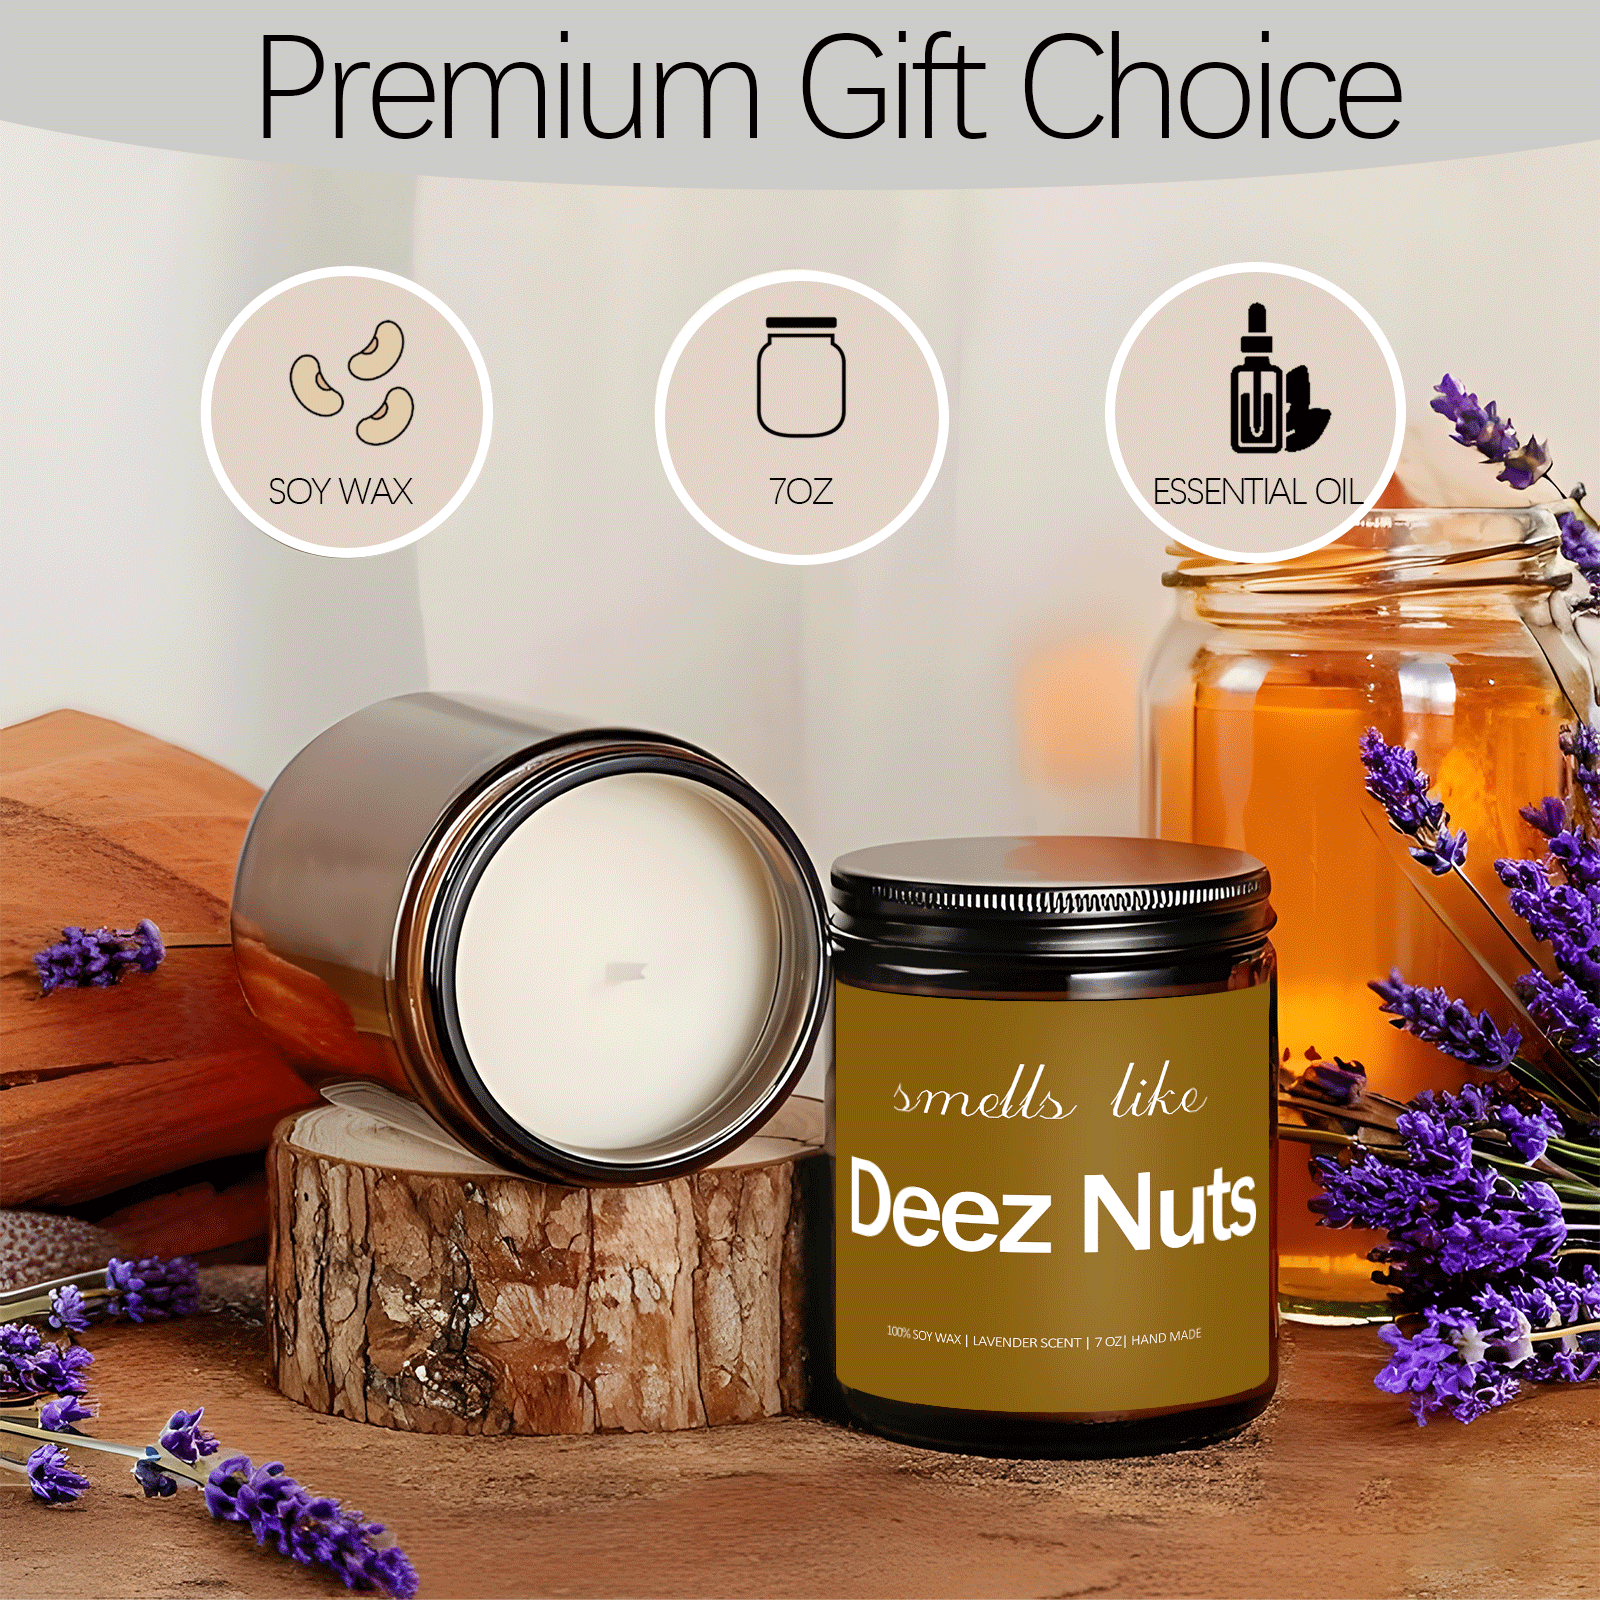 Premium Gift Choice
SOY WAX
7OZ
ESSENTIAL OIL
smells like
Deez Nuts
100% SOY WAX| LAVENDER SCENT | 7 OZ| HAND MADE